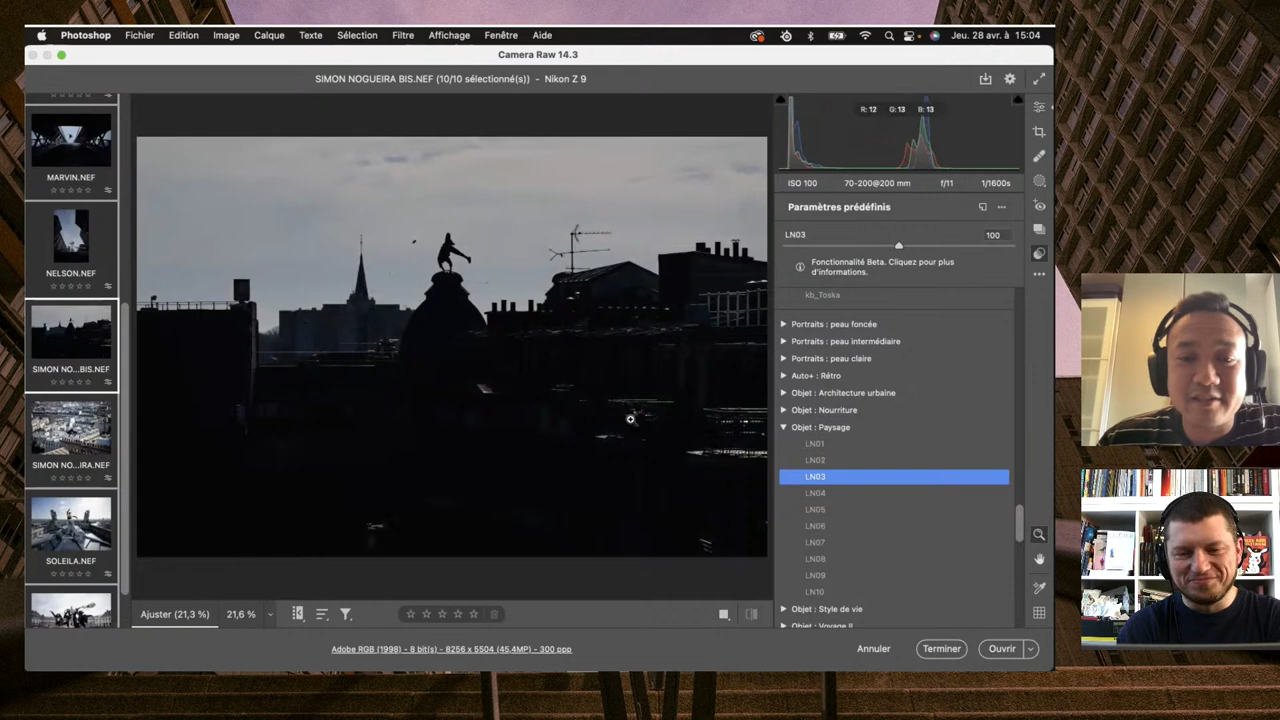 Photoshop Fichier Edition Image Calque Texte Sélection Filtre Affichage Fenêtre Aide Jeu. 28 avr. à 15:04
Camera Raw 14.3
SIMON NOGUEIRA BIS.NEF (10/10 sélectionné(s)) - Nikon Z 9
R: 12 G: 13 B: 13
ISO 100 70-200@200 mm f/11 1/1600s
Paramètres prédéfinis
LN03 100
Fonctionnalité Beta. Cliquez pour plus
d'informations.
kb_Toska
Portraits : peau foncée
Portraits : peau intermédiaire
Portraits : peau claire
Auto+ : Rétro
Objet : Architecture urbaine
Objet : Nourriture
Objet : Paysage
LN01
LN02
LN03
LN04
LN05
LN06
LN07
LN08
LN09
LN10
Objet : Style de vie
Objet : Voyage II
MARVIN.NEF
NELSON.NEF
SIMON NO...BIS.NEF
SIMON NO...IRA.NEF
SOLEILA.NEF
Ajuster (21,3 %) 21,6 %
Adobe RGB (1998) - 8 bit(s) - 8256 x 5504 (45,4MP) - 300 ppp
Annuler Terminer Ouvrir